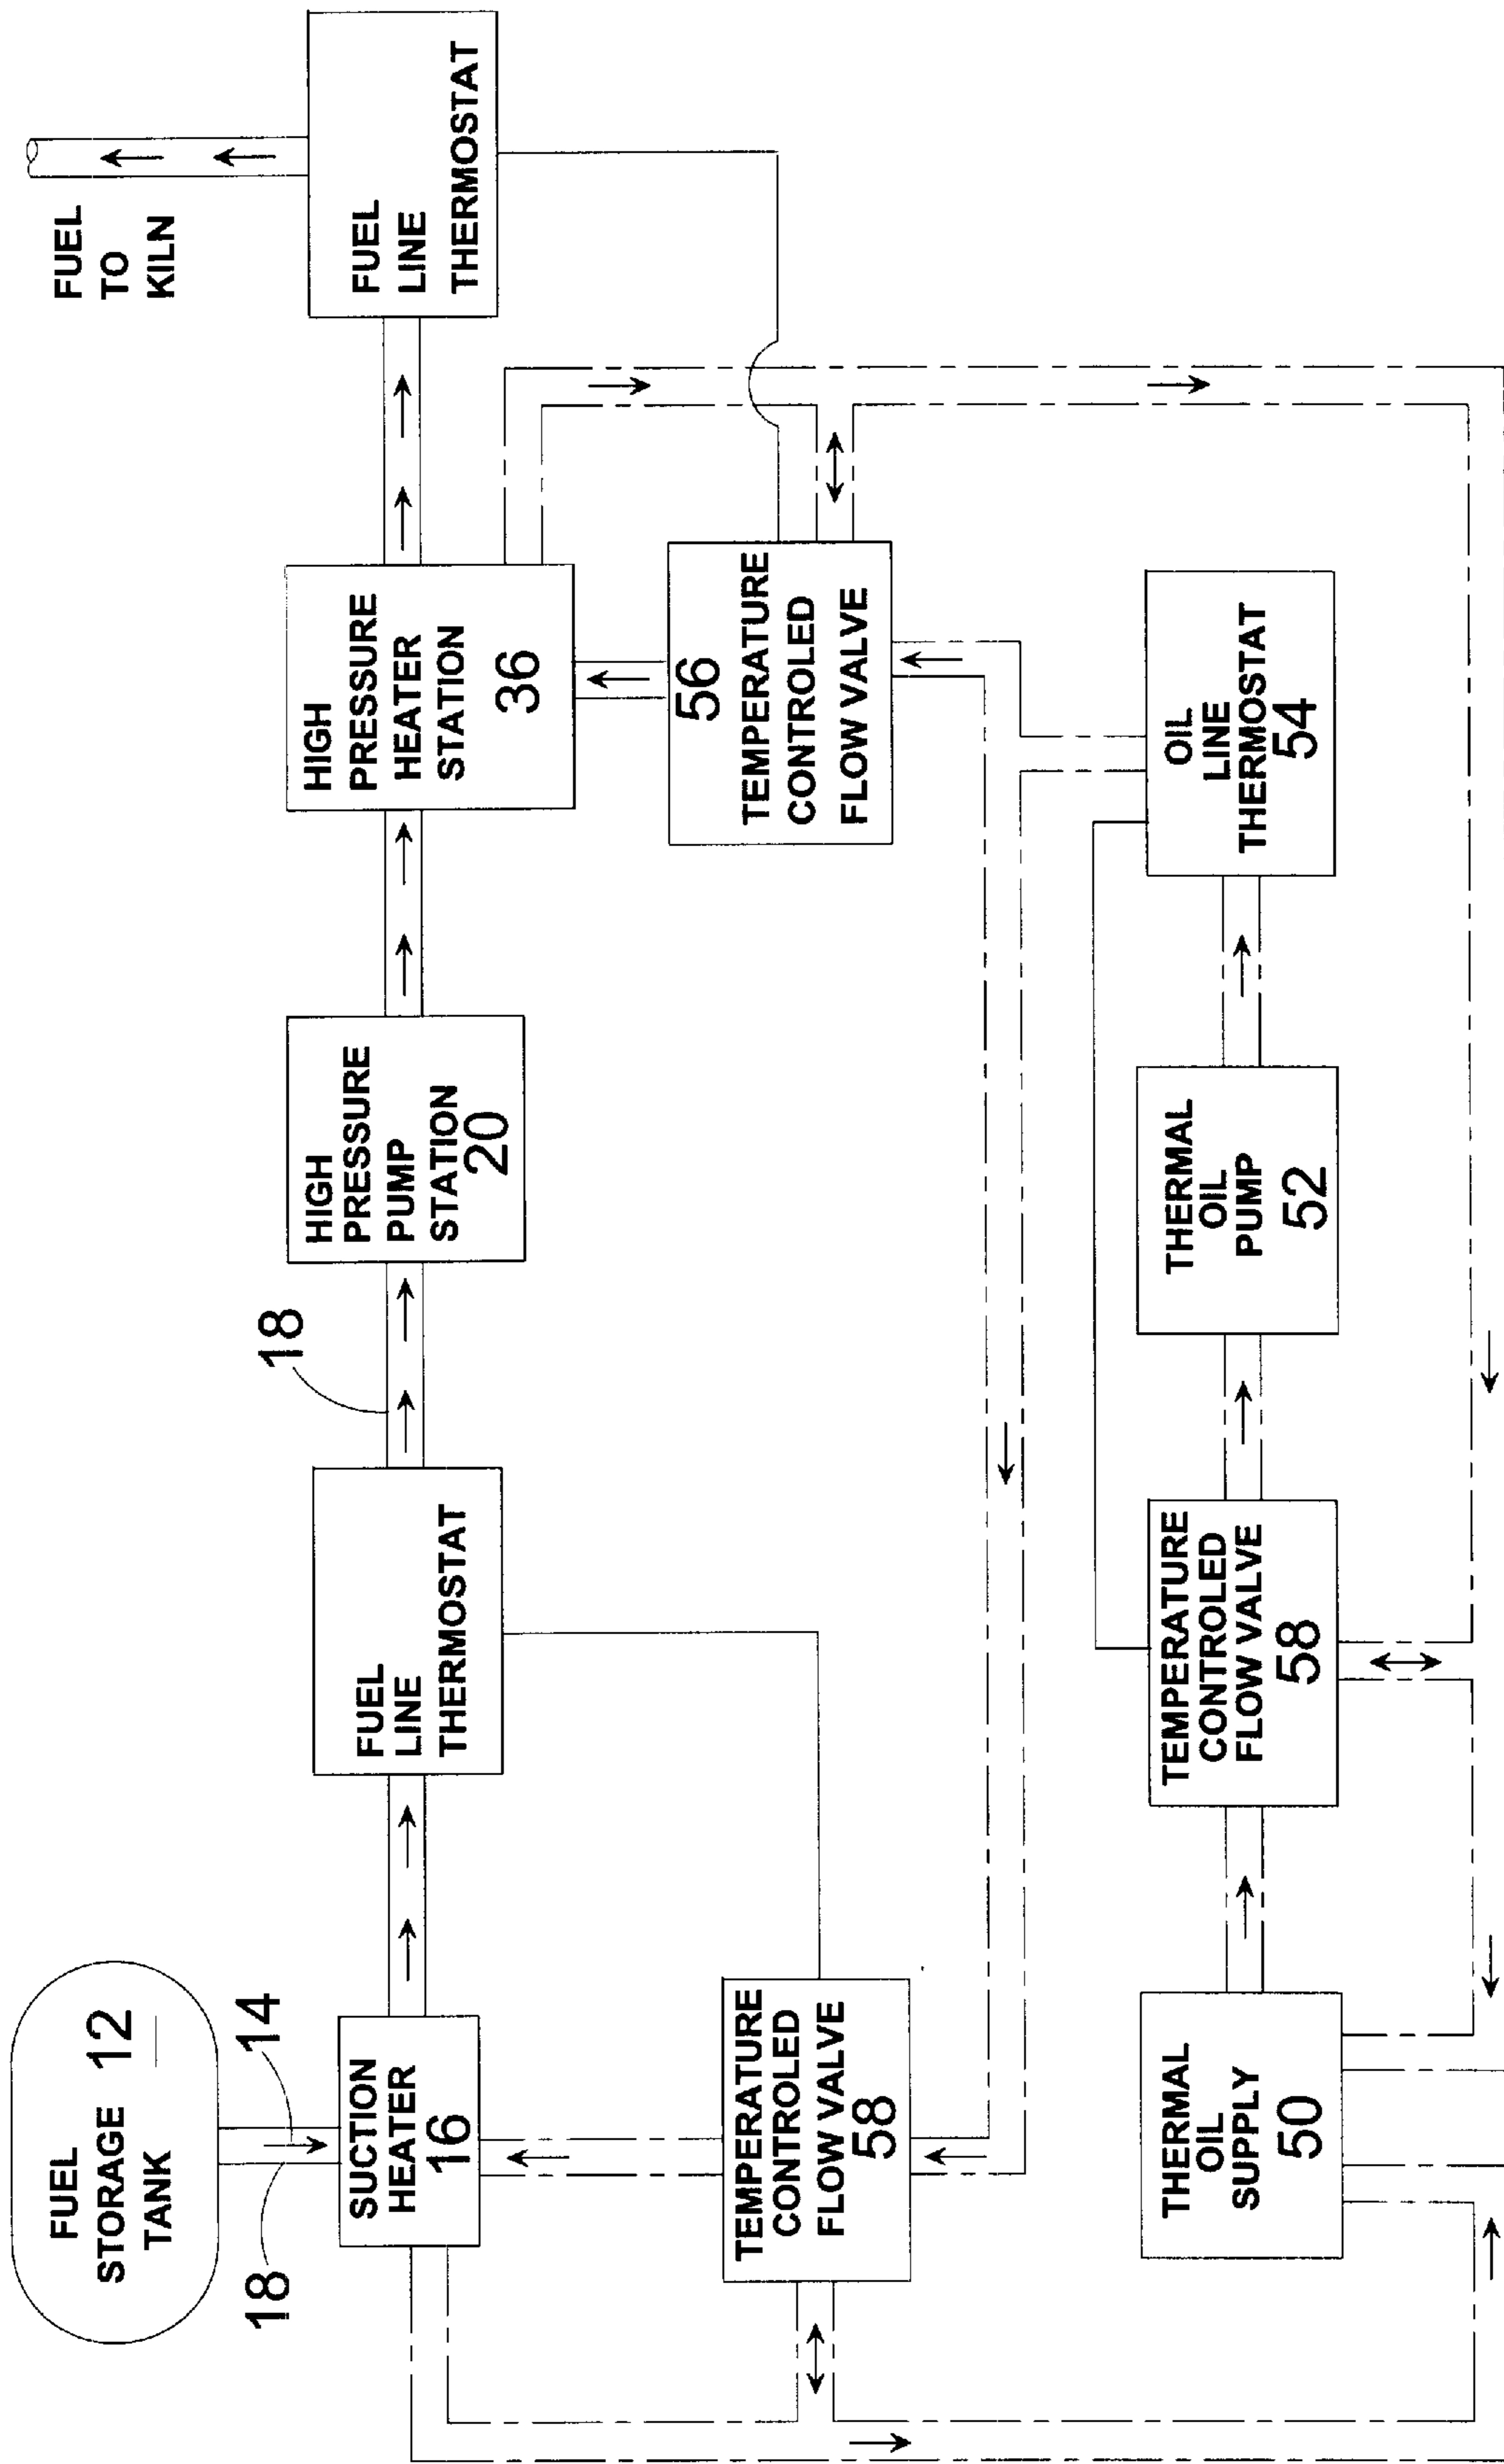 FUEL
STORAGE 12
TANK
14
18
SUCTION
HEATER
16
FUEL
LINE
THERMOSTAT
18
HIGH
PRESSURE
PUMP
STATION
20
HIGH
PRESSURE
HEATER
STATION
36
FUEL
LINE
THERMOSTAT
FUEL
TO
KILN
TEMPERATURE
CONTROLED
FLOW VALVE
58
56
TEMPERATURE
CONTROLED
FLOW VALVE
THERMAL
OIL
SUPPLY
50
TEMPERATURE
CONTROLED
FLOW VALVE
58
THERMAL
OIL
PUMP
52
OIL
LINE
THERMOSTAT
54